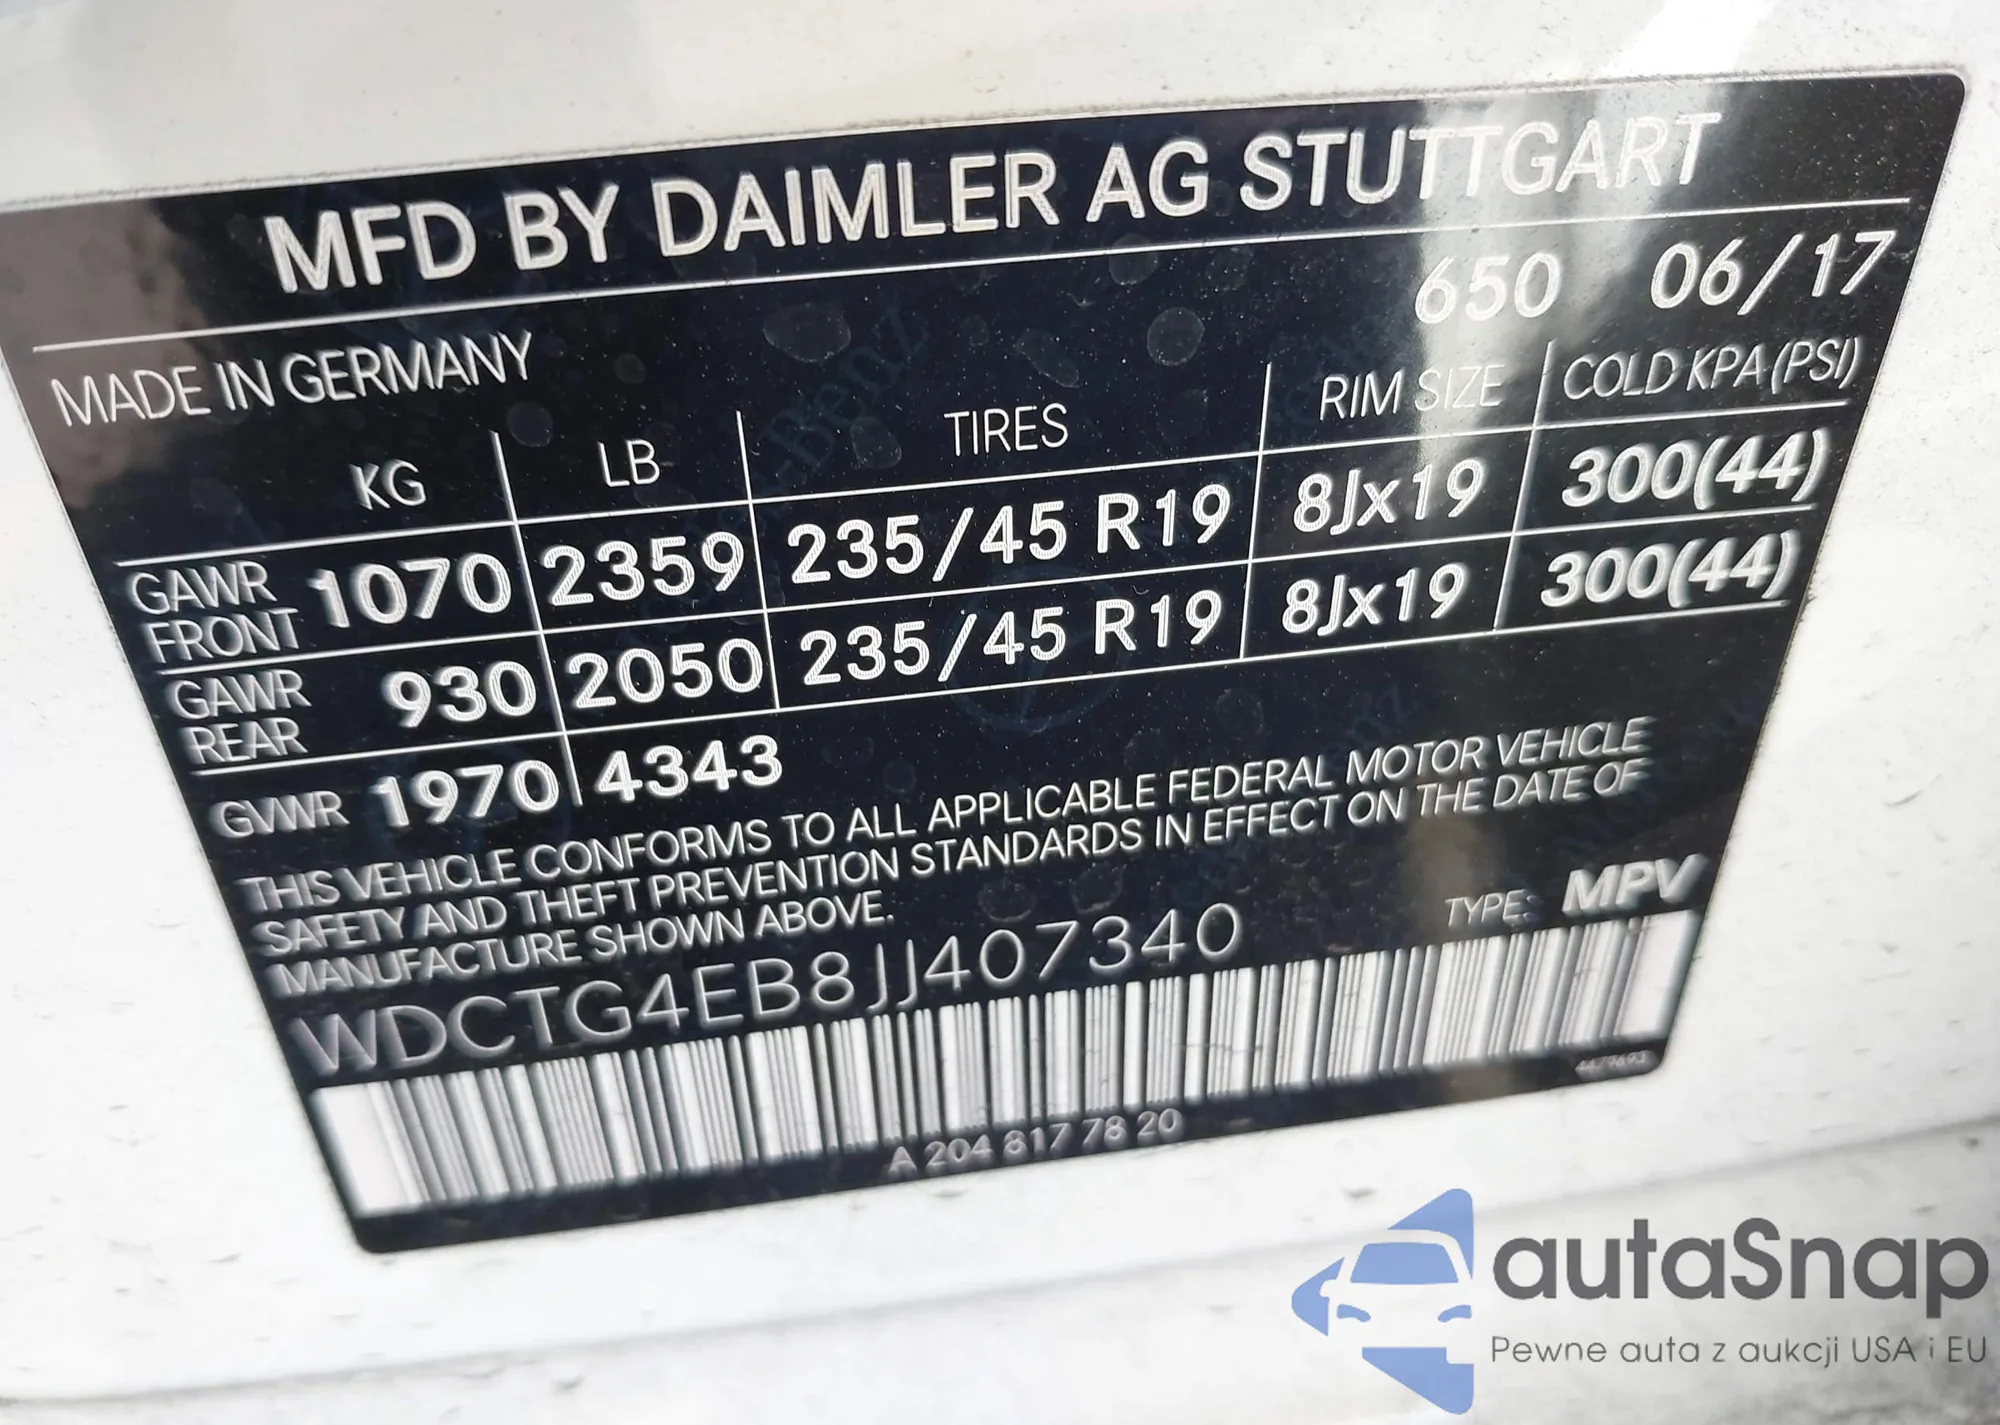 MFD BY DAIMLER AG STUTTGART
650 06/17
MADE IN GERMANY
KG LB TIRES RIM SIZE COLD KPA (PSI)
GAWR FRONT 1070 2359 235/45 R19 8Jx19 300(44)
GAWR REAR 930 2050 235/45 R19 8Jx19 300(44)
GVWR 1970 4343
THIS VEHICLE CONFORMS TO ALL APPLICABLE FEDERAL MOTOR VEHICLE
SAFETY AND THEFT PREVENTION STANDARDS IN EFFECT ON THE DATE OF
MANUFACTURE SHOWN ABOVE.
TYPE: MPV
WDCTG4EB8JJ407340
A 204 817 78 20
autaSnap
Pewne auta z aukcji USA i EU